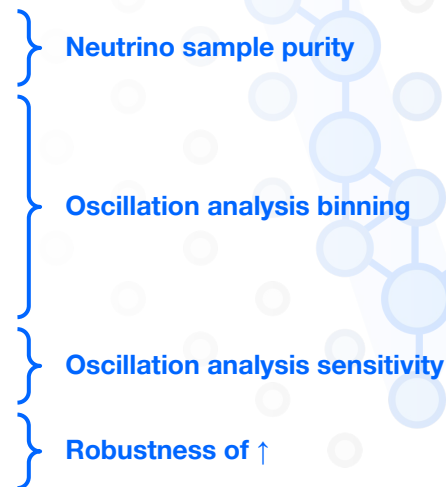 Neutrino sample purity
Oscillation analysis binning
Oscillation analysis sensitivity
Robustness of ↑